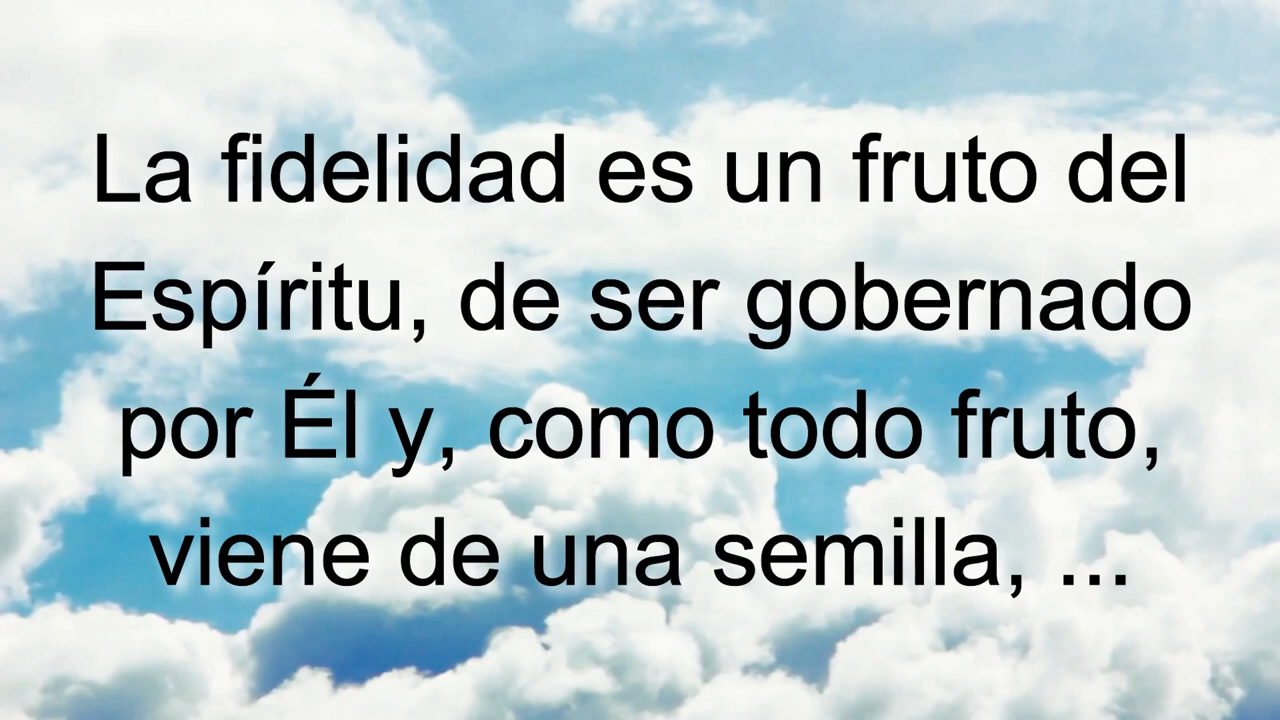 La fidelidad es un fruto del
Espíritu, de ser gobernado
por Él y, como todo fruto,
viene de una semilla, ...